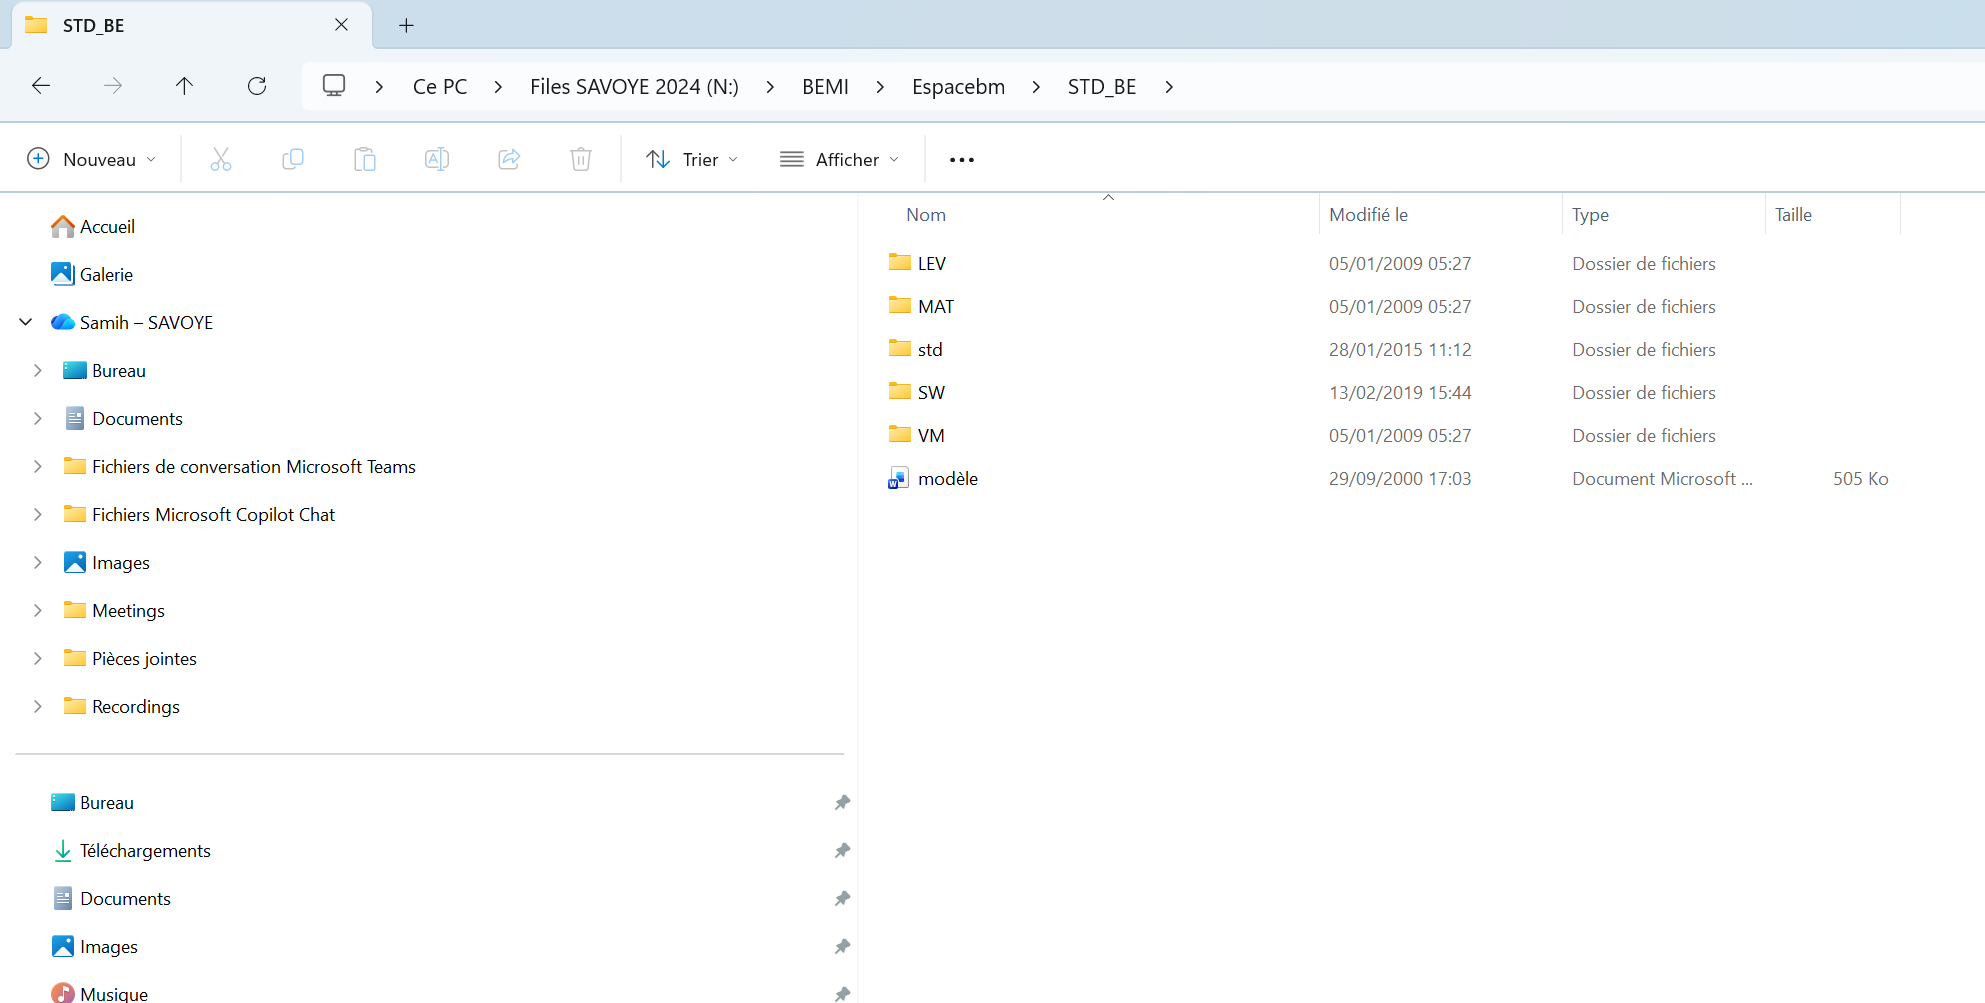 STD_BE
Ce PC > Files SAVOYE 2024 (N:) > BEMI > Espacebm > STD_BE >
Nouveau Trier Afficher
Accueil
Galerie
Samih – SAVOYE
Bureau
Documents
Fichiers de conversation Microsoft Teams
Fichiers Microsoft Copilot Chat
Images
Meetings
Pièces jointes
Recordings
Bureau
Téléchargements
Documents
Images
Musique
Nom Modifié le Type Taille
LEV 05/01/2009 05:27 Dossier de fichiers
MAT 05/01/2009 05:27 Dossier de fichiers
std 28/01/2015 11:12 Dossier de fichiers
SW 13/02/2019 15:44 Dossier de fichiers
VM 05/01/2009 05:27 Dossier de fichiers
modèle 29/09/2000 17:03 Document Microsoft ... 505 Ko